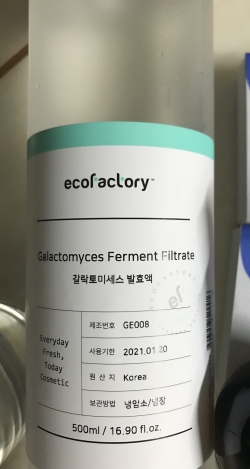 ecofactory™
Galactomyces Ferment Filtrate
갈락토미세스 발효액
Everyday
Fresh,
Today
Cosmetic
제조번호 GE008
사용기한 2021.01 20
원 산 지 Korea
보관방법 냉암소/냉장
500ml / 16.90 fl.oz.